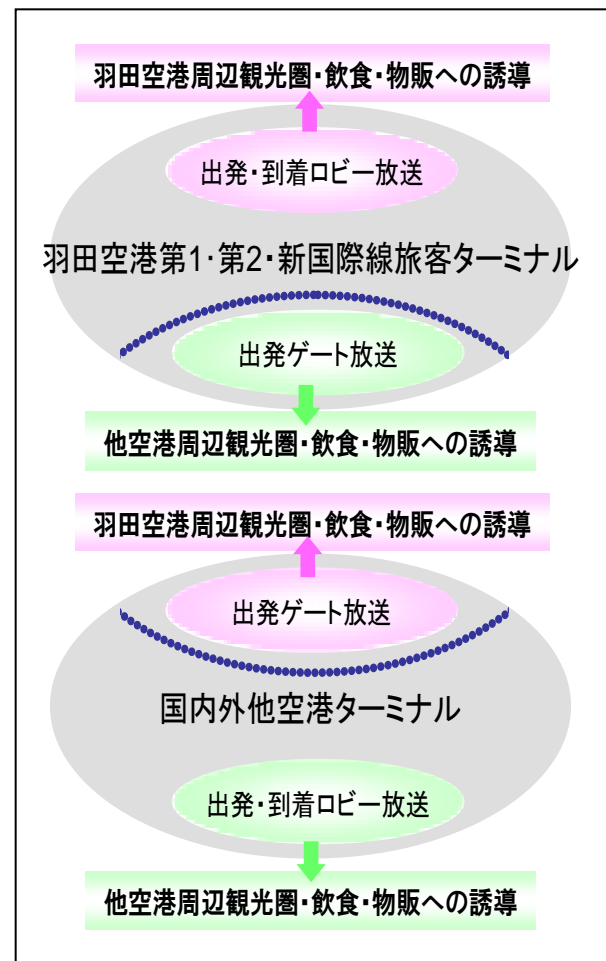 羽田空港周辺観光圏・飲食・物販への誘導
出発・到着ロビー放送
羽田空港第1・第2・新国際線旅客ターミナル
出発ゲート放送
他空港周辺観光圏・飲食・物販への誘導
羽田空港周辺観光圏・飲食・物販への誘導
出発ゲート放送
国内外他空港ターミナル
出発・到着ロビー放送
他空港周辺観光圏・飲食・物販への誘導